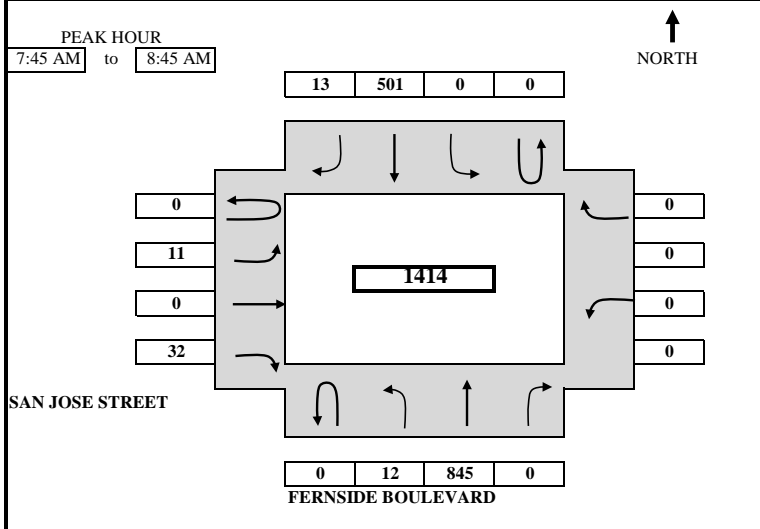 PEAK HOUR
7:45 AM to 8:45 AM
NORTH
13 501 0 0
0 0
11 0
1414
0 0
32 0
SAN JOSE STREET
0 12 845 0
FERNSIDE BOULEVARD